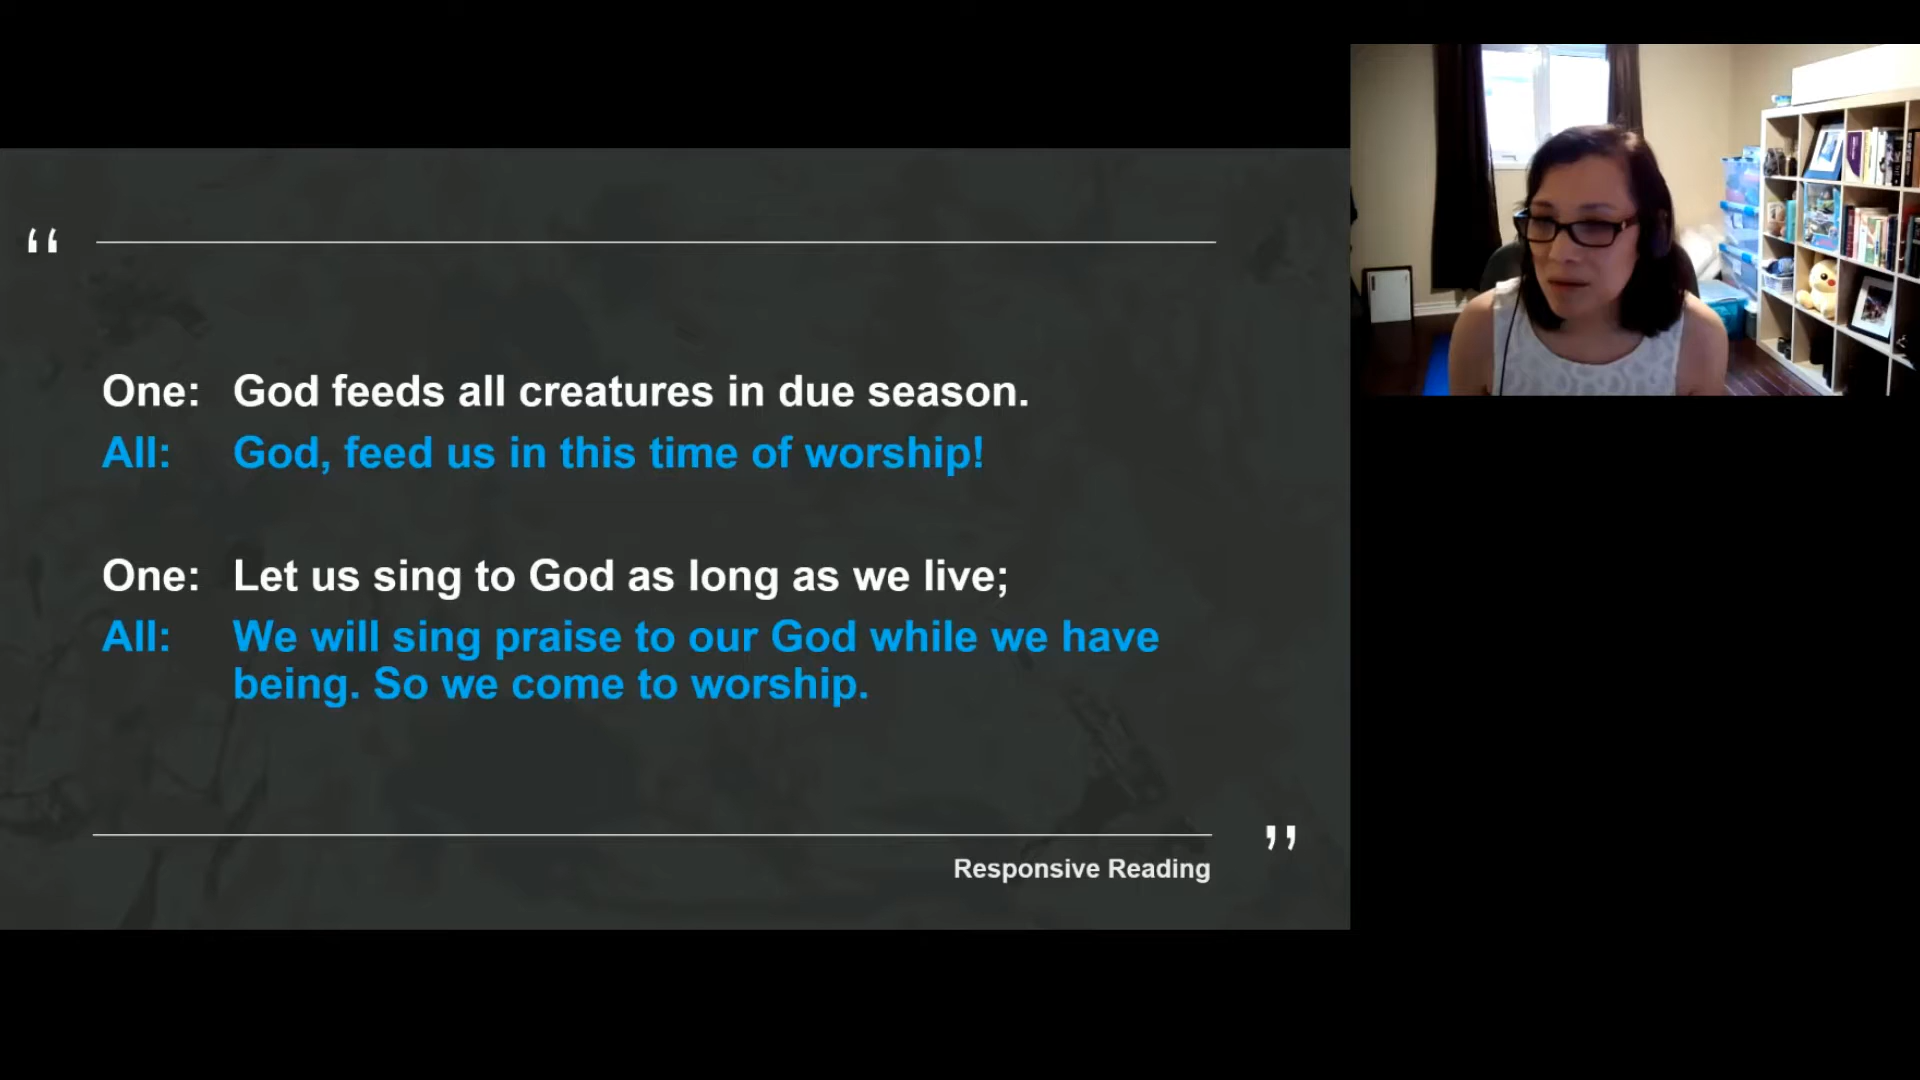 “
One: God feeds all creatures in due season.
All: God, feed us in this time of worship!
One: Let us sing to God as long as we live;
All: We will sing praise to our God while we have
being. So we come to worship.
”
Responsive Reading